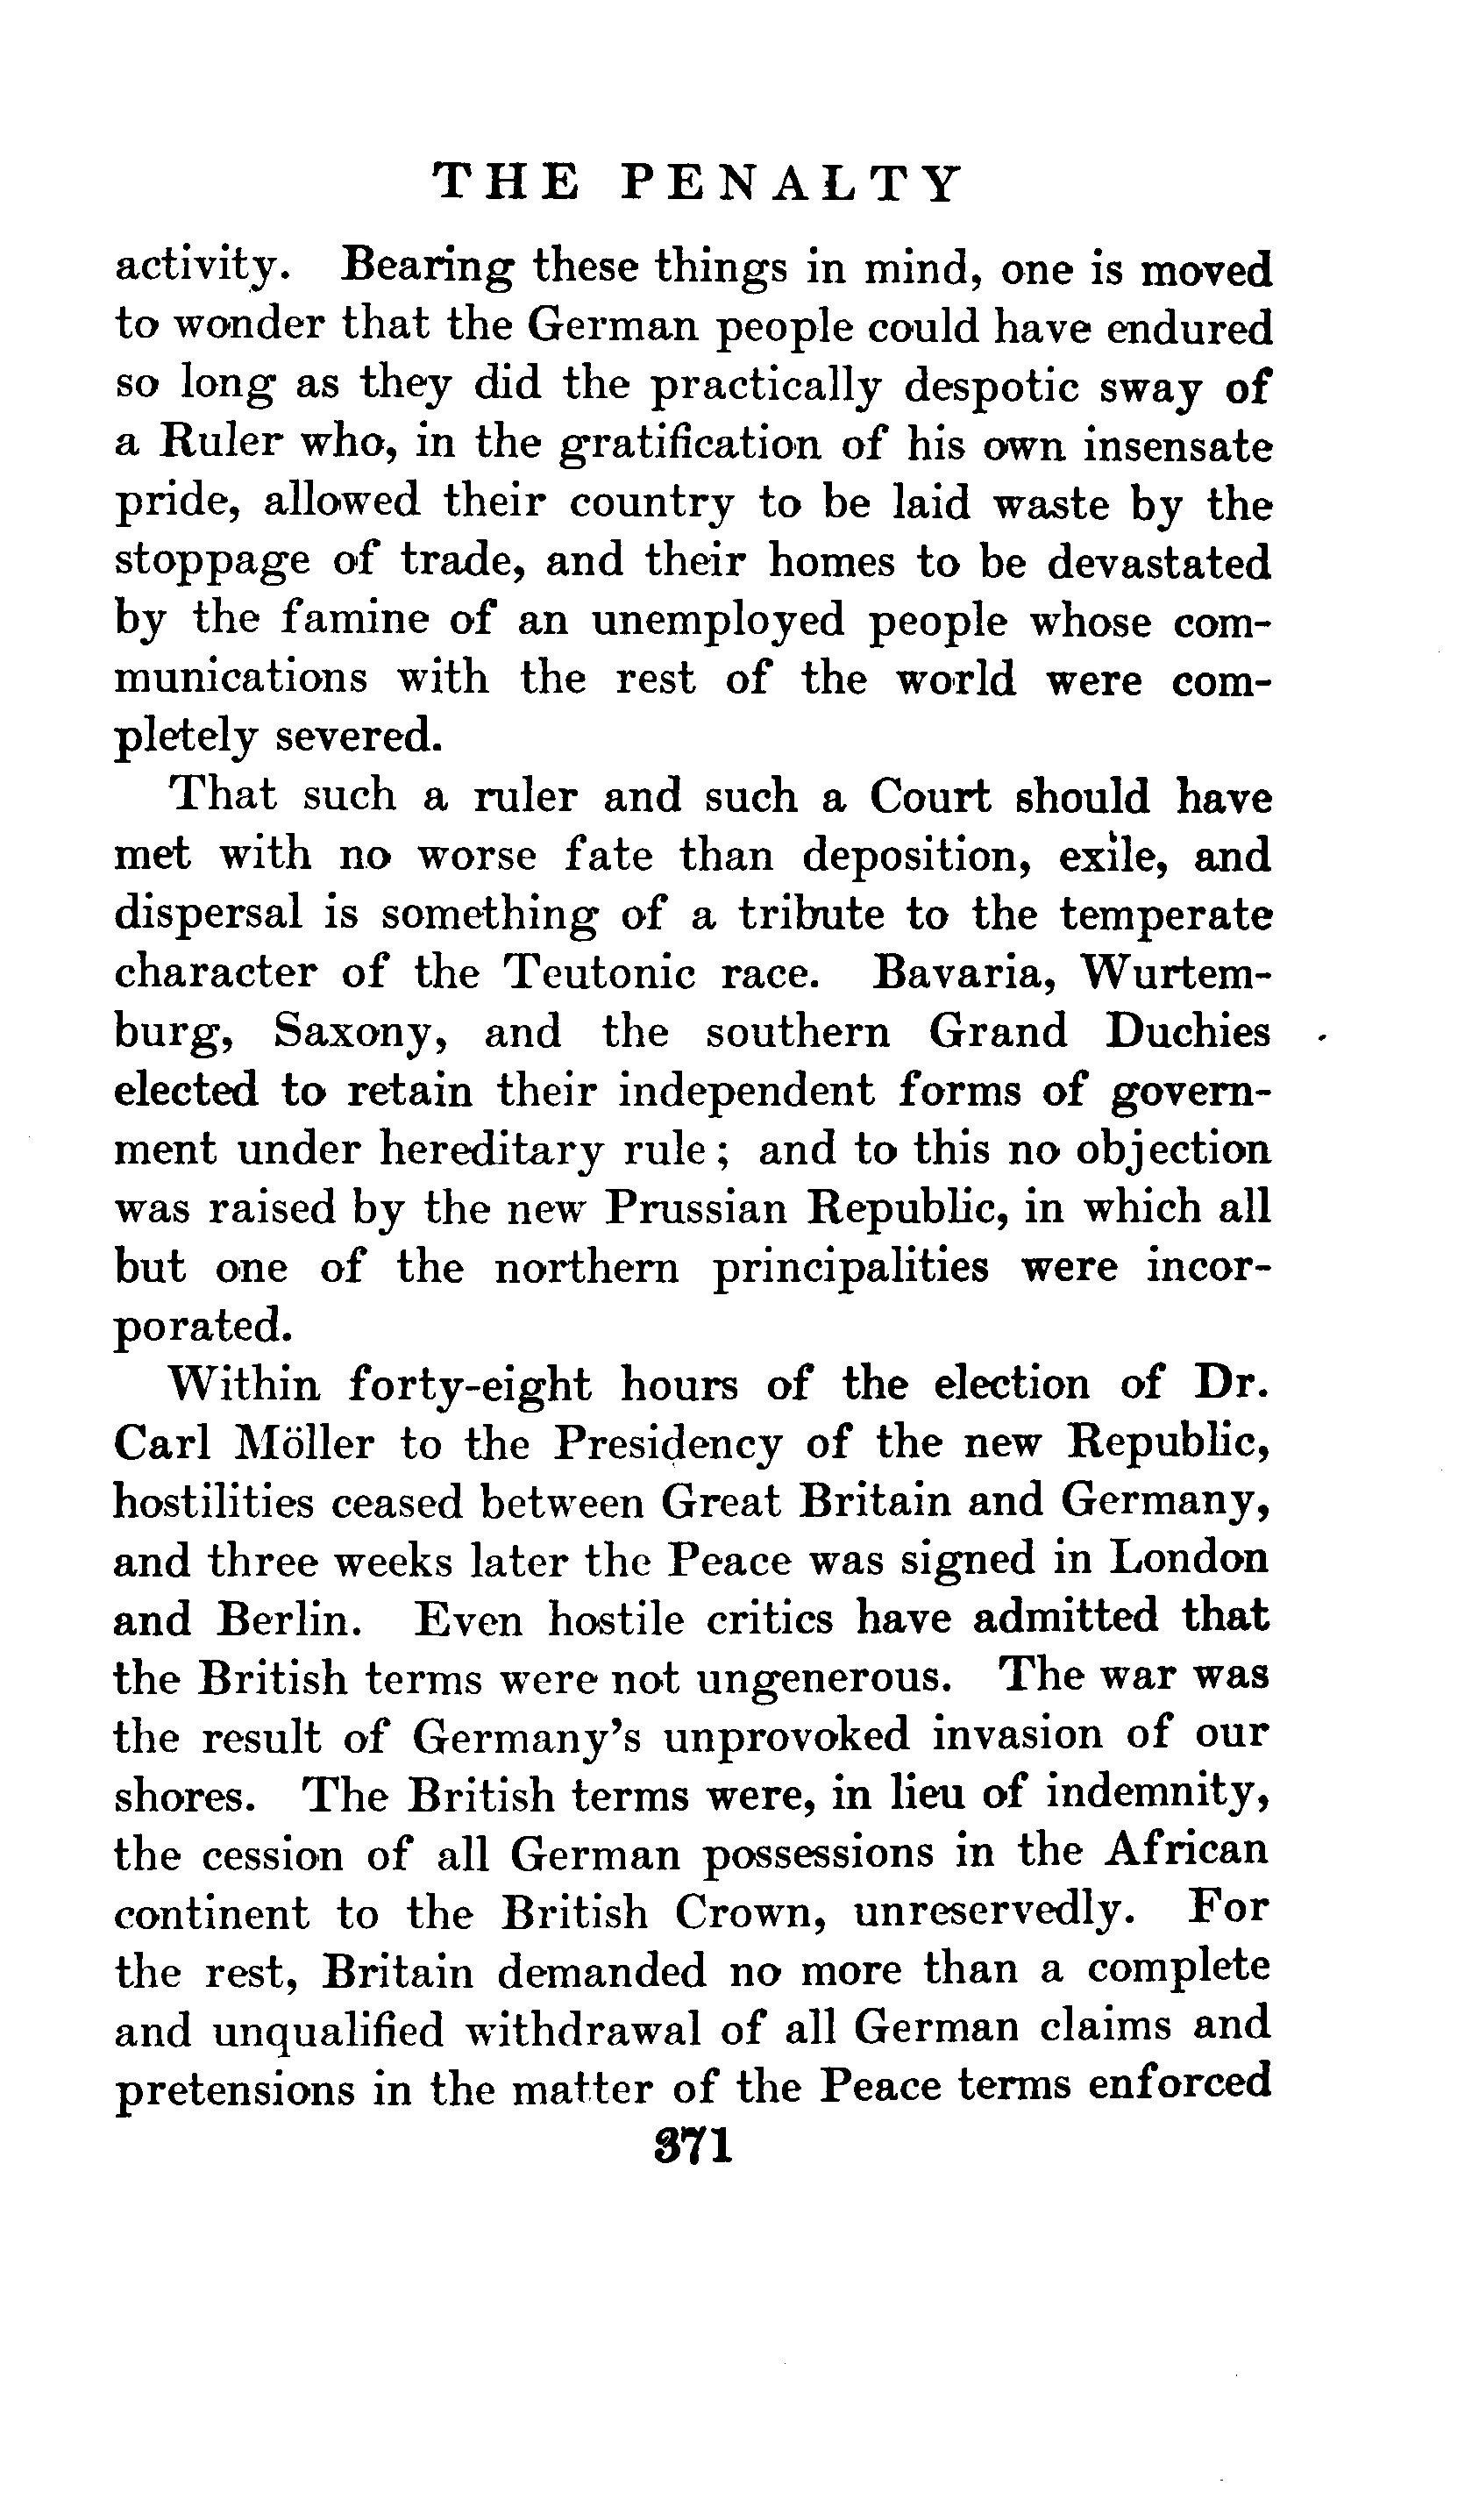 THE PENALTY
activity. Bearing these things in mind, one is moved
to wonder that the German people could have endured
so long as they did the practically despotic sway of
a Ruler who, in the gratification of his own insensate
pride, allowed their country to be laid waste by the
stoppage of trade, and their homes to be devastated
by the famine of an unemployed people whose com-
munications with the rest of the world were com-
pletely severed.
That such a ruler and such a Court should have
met with no worse fate than deposition, exile, and
dispersal is something of a tribute to the temperate
character of the Teutonic race. Bavaria, Wurtem-
burg, Saxony, and the southern Grand Duchies
elected to retain their independent forms of govern-
ment under hereditary rule; and to this no objection
was raised by the new Prussian Republic, in which all
but one of the northern principalities were incor-
porated.
Within forty-eight hours of the election of Dr.
Carl Möller to the Presidency of the new Republic,
hostilities ceased between Great Britain and Germany,
and three weeks later the Peace was signed in London
and Berlin. Even hostile critics have admitted that
the British terms were not ungenerous. The war was
the result of Germany's unprovoked invasion of our
shores. The British terms were, in lieu of indemnity,
the cession of all German possessions in the African
continent to the British Crown, unreservedly. For
the rest, Britain demanded no more than a complete
and unqualified withdrawal of all German claims and
pretensions in the matter of the Peace terms enforced
371